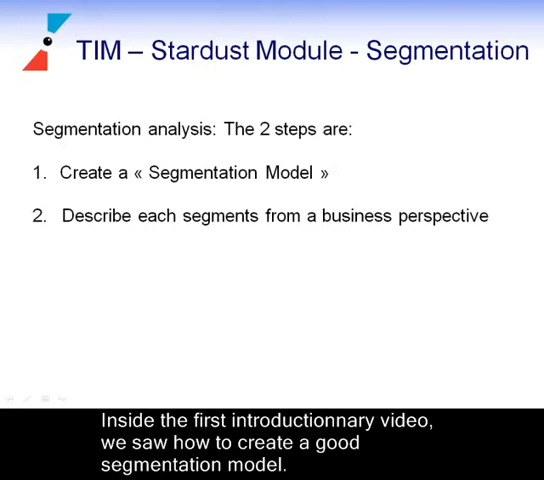 TIM – Stardust Module - Segmentation
Segmentation analysis: The 2 steps are:
1. Create a « Segmentation Model »
2. Describe each segments from a business perspective
Inside the first introductionnary video,
we saw how to create a good
segmentation model.